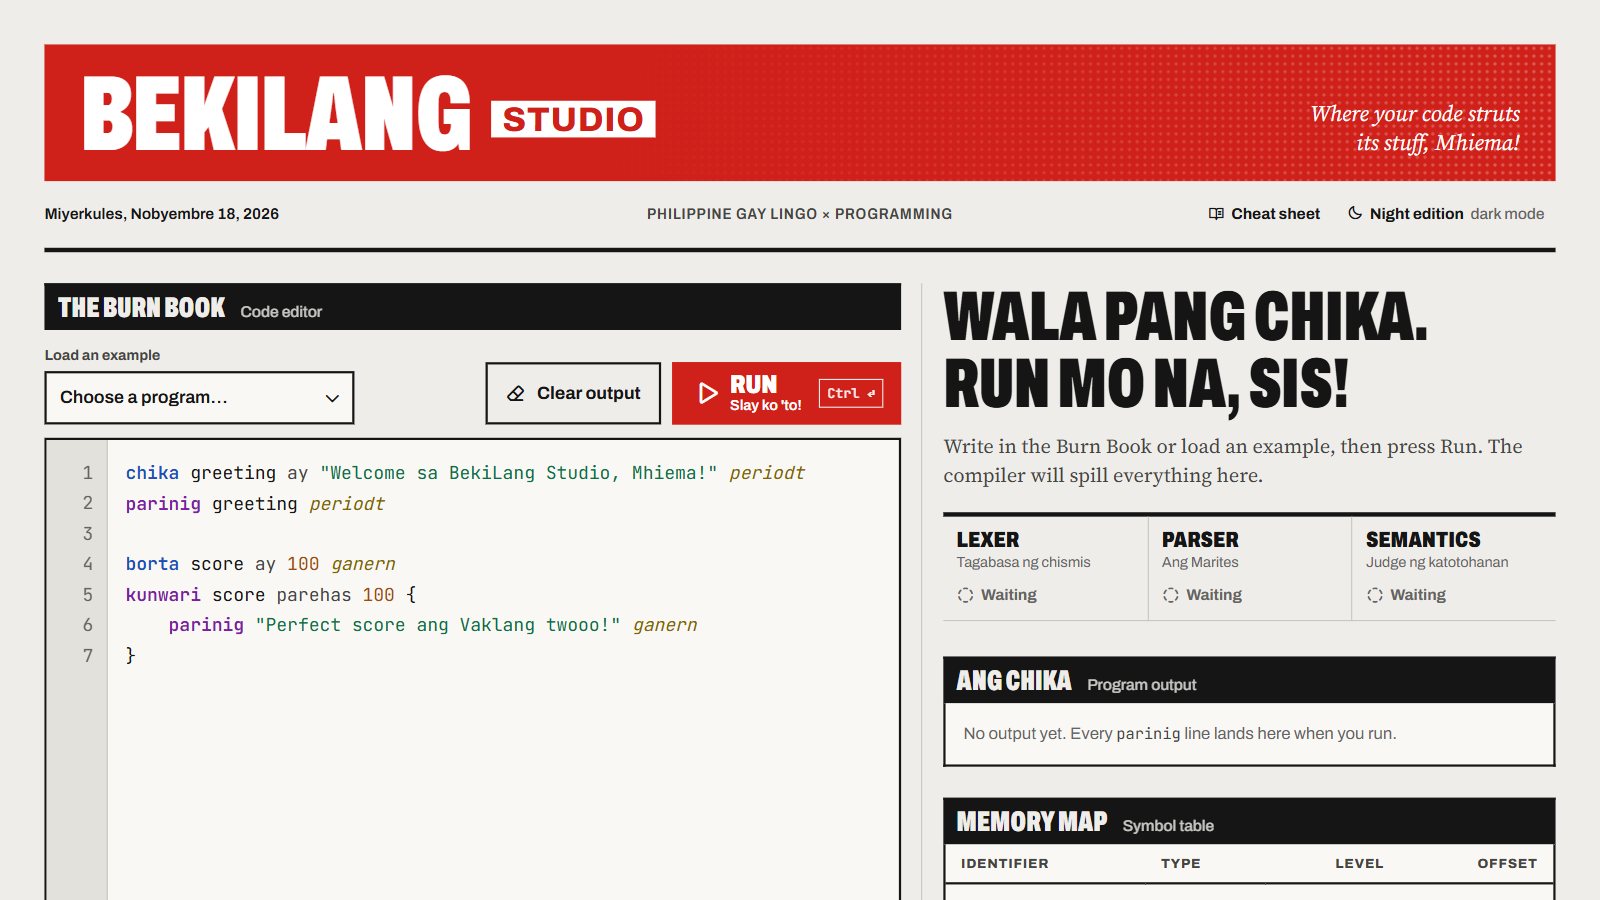 BEKILANG STUDIO
Where your code struts
its stuff, Mhiema!
Miyerkules, Nobyembre 18, 2026
PHILIPPINE GAY LINGO × PROGRAMMING
Cheat sheet
Night edition dark mode
THE BURN BOOK Code editor
Load an example
Choose a program...
Clear output
RUN
Slay ko 'to!
Ctrl ⏎
1 chika greeting ay "Welcome sa BekiLang Studio, Mhiema!" periodt
2 parinig greeting periodt
3
4 borta score ay 100 ganern
5 kunwari score parehas 100 {
6 parinig "Perfect score ang Vaklang twooo!" ganern
7 }
WALA PANG CHIKA.
RUN MO NA, SIS!
Write in the Burn Book or load an example, then press Run. The
compiler will spill everything here.
LEXER
Tagabasa ng chismis
Waiting
PARSER
Ang Marites
Waiting
SEMANTICS
Judge ng katotohanan
Waiting
ANG CHIKA Program output
No output yet. Every parinig line lands here when you run.
MEMORY MAP Symbol table
IDENTIFIER TYPE LEVEL OFFSET